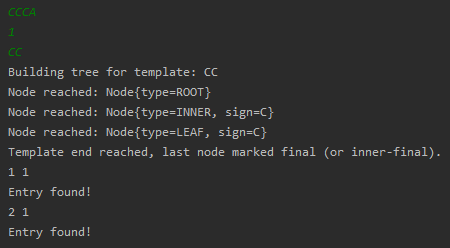 CCCA
1
CC
Building tree for template: CC
Node reached: Node{type=ROOT}
Node reached: Node{type=INNER, sign=C}
Node reached: Node{type=LEAF, sign=C}
Template end reached, last node marked final (or inner-final).
1 1
Entry found!
2 1
Entry found!